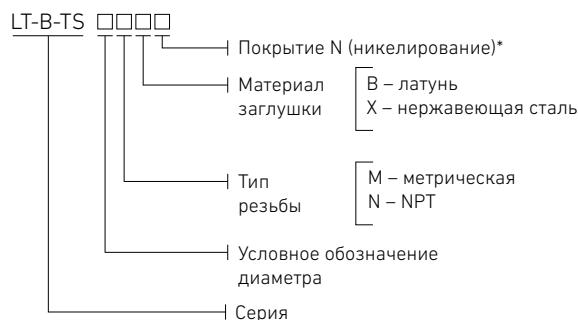 LT-B-TS □□□□
Покрытие N (никелирование)*
Материал
заглушки
B – латунь
X – нержавеющая сталь
Тип
резьбы
M – метрическая
N – NPT
Условное обозначение
диаметра
Серия